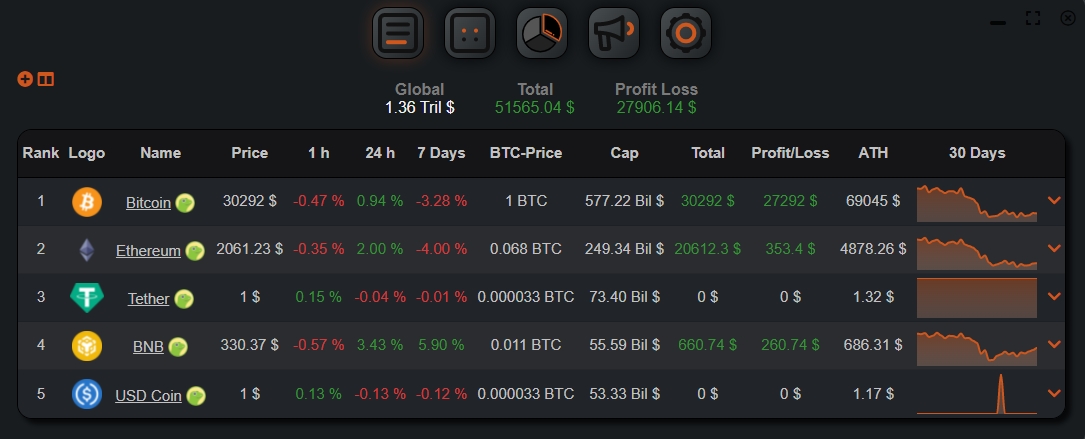 Global Total Profit Loss
1.36 Tril $ 51565.04 $ 27906.14 $
Rank Logo Name Price 1 h 24 h 7 Days BTC-Price Cap Total Profit/Loss ATH 30 Days
1 Bitcoin 30292 $ -0.47 % 0.94 % -3.28 % 1 BTC 577.22 Bil $ 30292 $ 27292 $ 69045 $
2 Ethereum 2061.23 $ -0.35 % 2.00 % -4.00 % 0.068 BTC 249.34 Bil $ 20612.3 $ 353.4 $ 4878.26 $
3 Tether 1 $ 0.15 % -0.04 % -0.01 % 0.000033 BTC 73.40 Bil $ 0 $ 0 $ 1.32 $
4 BNB 330.37 $ -0.57 % 3.43 % 5.90 % 0.011 BTC 55.59 Bil $ 660.74 $ 260.74 $ 686.31 $
5 USD Coin 1 $ 0.13 % -0.13 % -0.12 % 0.000033 BTC 53.33 Bil $ 0 $ 0 $ 1.17 $